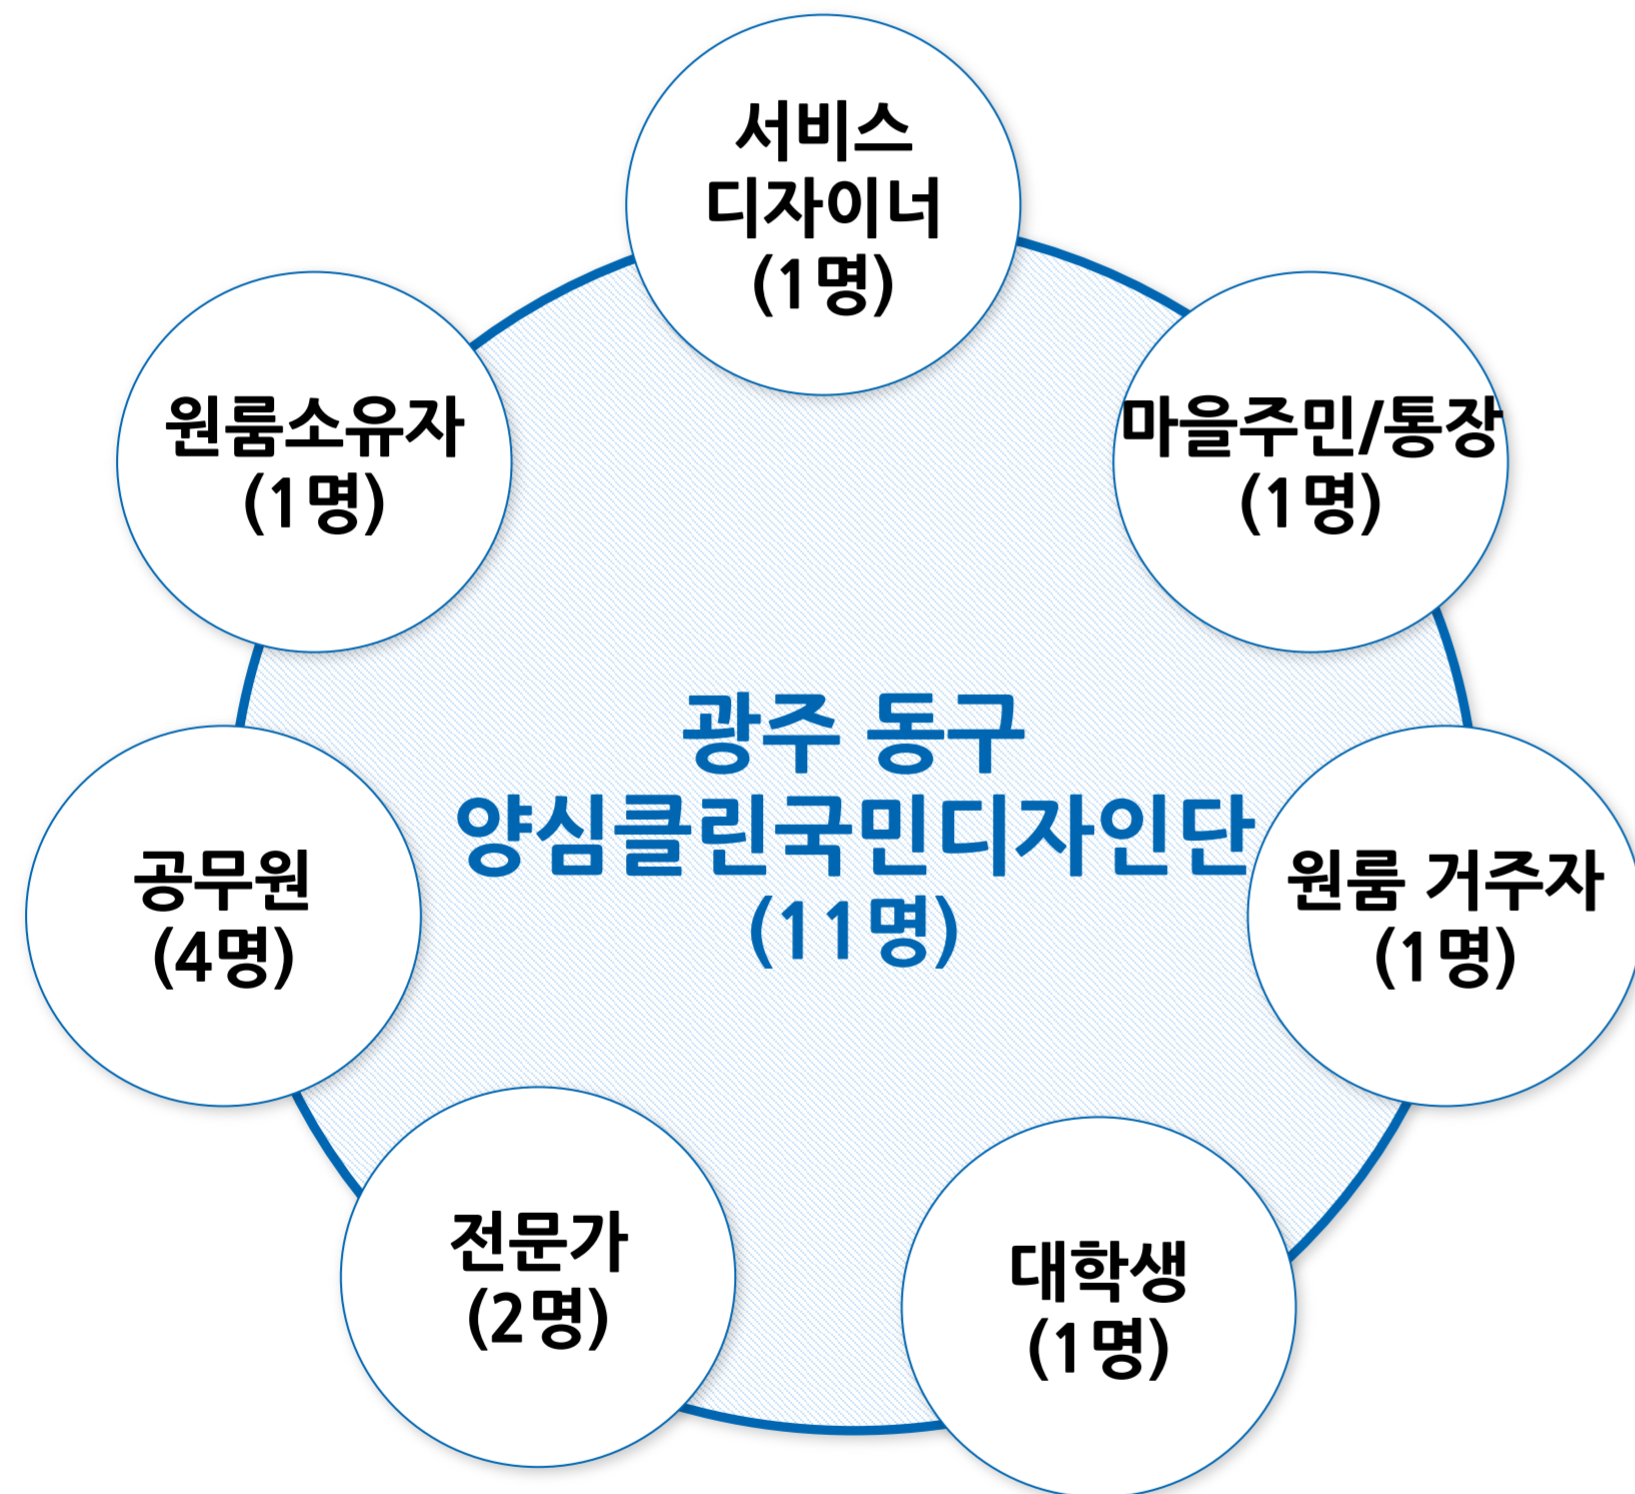 서비스
디자이너
(1명)
원룸소유자
(1명)
마을주민/통장
(1명)
광주 동구
양심클린국민디자인단
(11명)
공무원
(4명)
원룸 거주자
(1명)
전문가
(2명)
대학생
(1명)